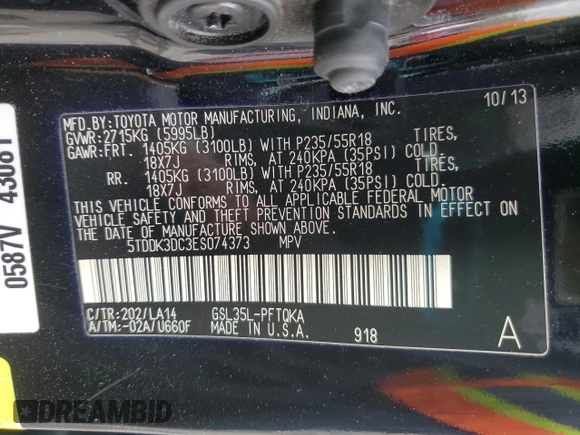 MFD.BY:TOYOTA MOTOR MANUFACTURING, INDIANA, INC. 10/13
GVWR:2715KG (5995LB)
GAWR:FRT. 1405KG (3100LB) WITH P235/55R18 TIRES,
18X7J RIMS, AT 240KPA (35PSI) COLD.
RR. 1405KG (3100LB) WITH P235/55R18 TIRES,
18X7J RIMS, AT 240KPA (35PSI) COLD.
THIS VEHICLE CONFORMS TO ALL APPLICABLE FEDERAL MOTOR
VEHICLE SAFETY AND THEFT PREVENTION STANDARDS IN EFFECT ON
THE DATE OF MANUFACTURE SHOWN ABOVE.
5TDDK3DC3ES074373 MPV
C/TR:202/LA14 GSL35L-PFTQKA
A/TM:-02A/U660F MADE IN U.S.A. 918 A
0587V 43081
DREAMBID